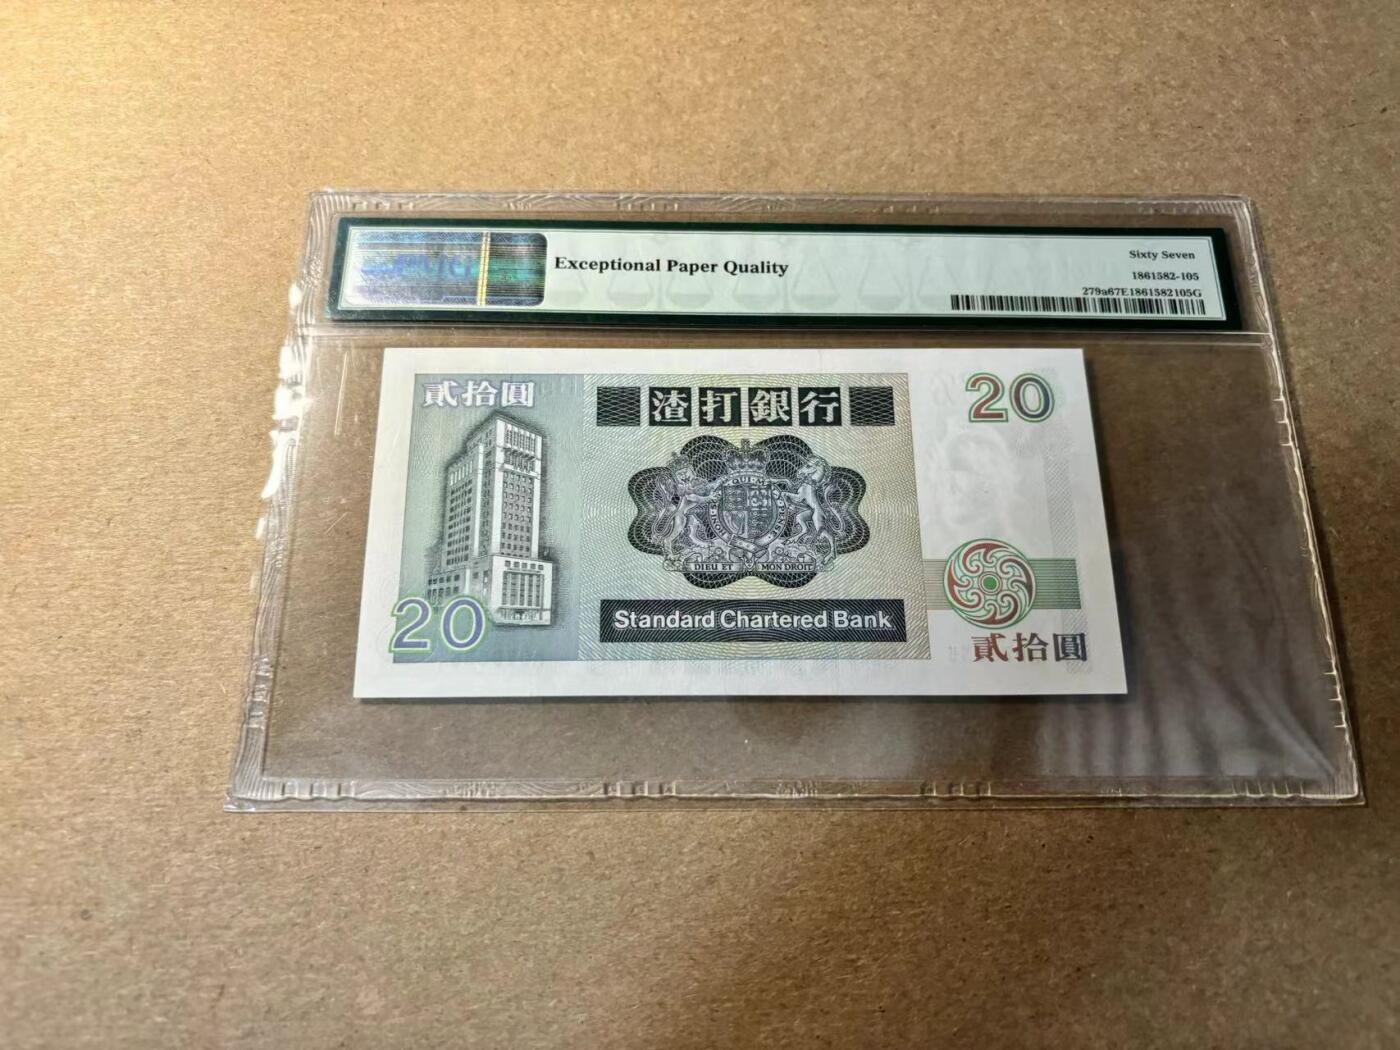 Exceptional Paper Quality
Sixty Seven
1861582-105
279a67E1861582105G
貳拾圓
渣打銀行
20
QUI
DIEU ET MON DROIT
Standard Chartered Bank
20
貳拾圓